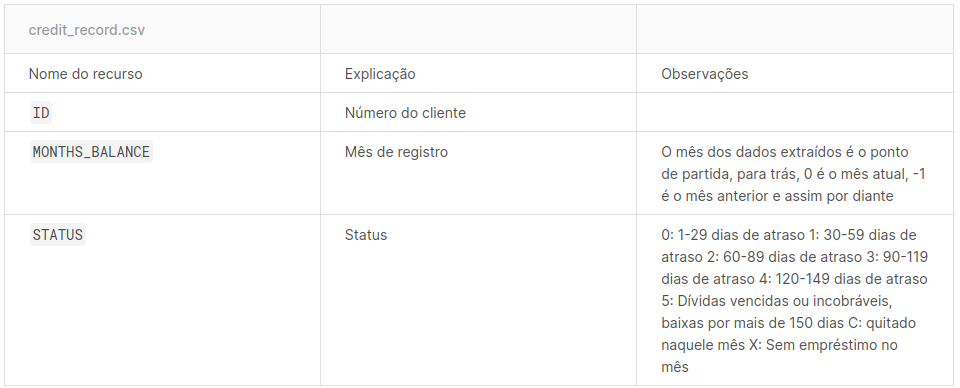 credit_record.csv
Nome do recurso Explicação Observações
ID Número do cliente
MONTHS_BALANCE Mês de registro O mês dos dados extraídos é o ponto
de partida, para trás, 0 é o mês atual, -1
é o mês anterior e assim por diante
STATUS Status 0: 1-29 dias de atraso 1: 30-59 dias de
atraso 2: 60-89 dias de atraso 3: 90-119
dias de atraso 4: 120-149 dias de atraso
5: Dívidas vencidas ou incobráveis,
baixas por mais de 150 dias C: quitado
naquele mês X: Sem empréstimo no
mês